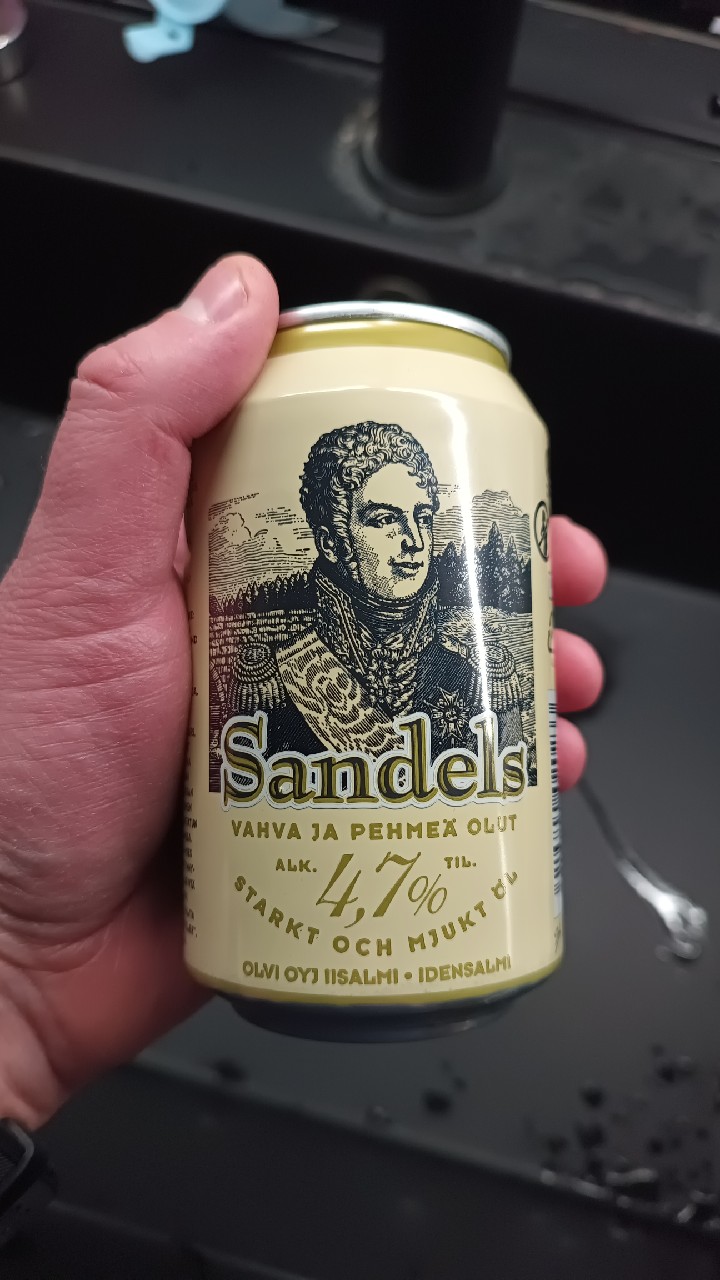 Sandels
VAHVA JA PEHMEÄ OLUT
ALK. 4,7% TIL.
STARKT OCH MJUKT ÖL
OLVI OYJ IISALMI • IDENSALMI